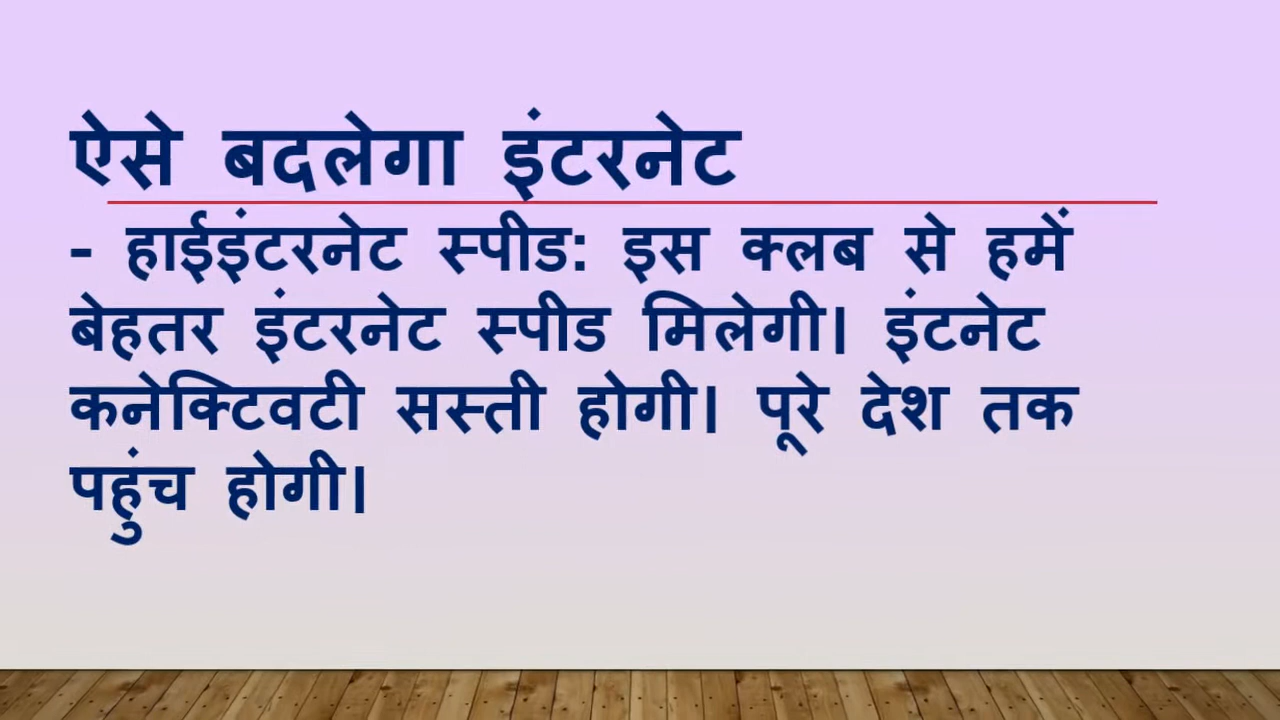 ऐसे बदलेगा इंटरनेट
- हाईइंटरनेट स्पीड: इस क्लब से हमें
बेहतर इंटरनेट स्पीड मिलेगी। इंटनेट
कनेक्टिवटी सस्ती होगी। पूरे देश तक
पहुंच होगी।